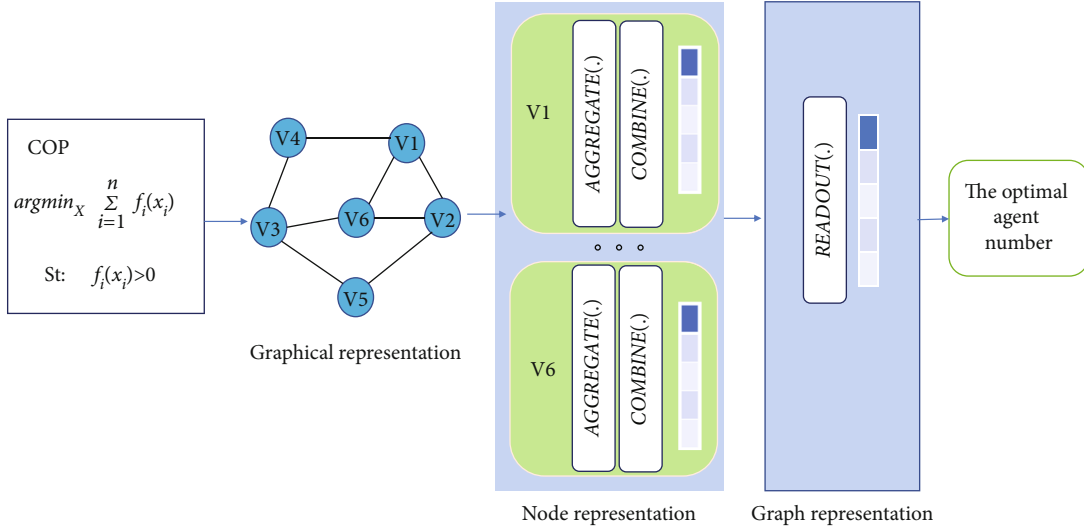 COP
argmin_X \sum_{i=1}^{n} f_i(x_i)
St: f_i(x_i)>0
V4
V1
V3
V6
V2
V5
Graphical representation
V1
AGGREGATE(.)
COMBINE(.)
V6
AGGREGATE(.)
COMBINE(.)
Node representation
READOUT(.)
Graph representation
The optimal
agent
number